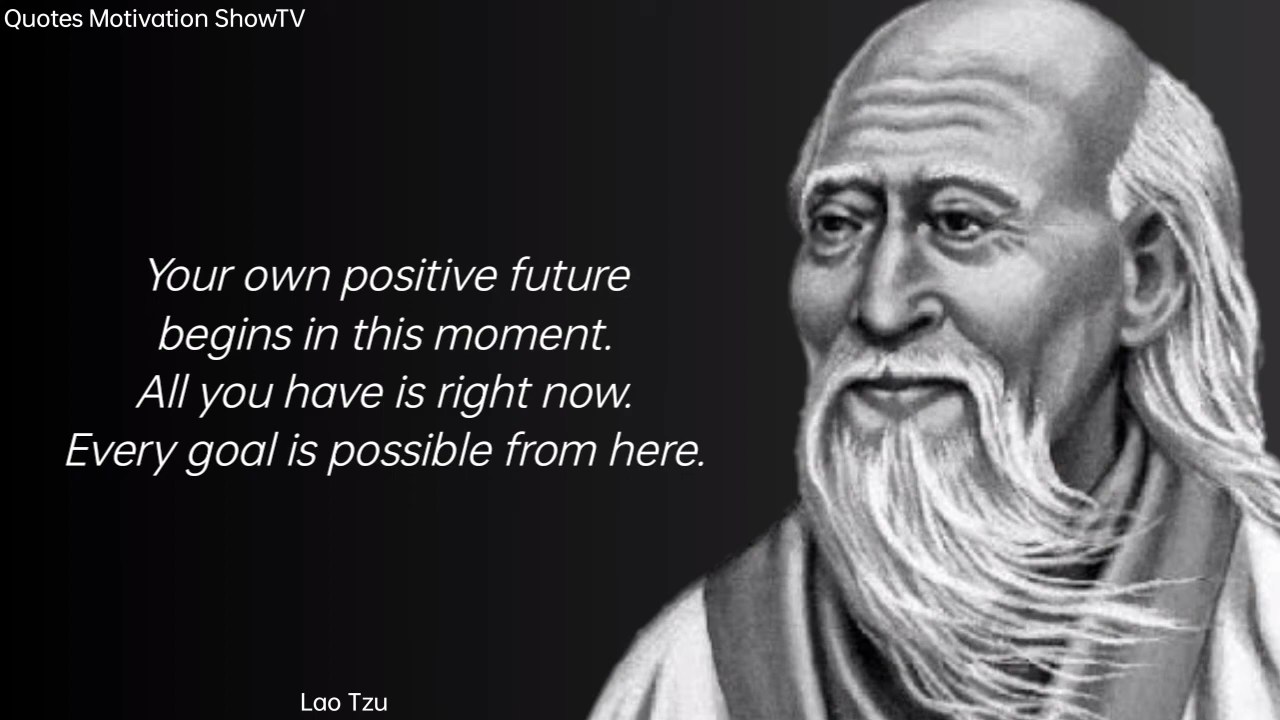 Quotes Motivation ShowTV
Your own positive future
begins in this moment.
All you have is right now.
Every goal is possible from here.
Lao Tzu